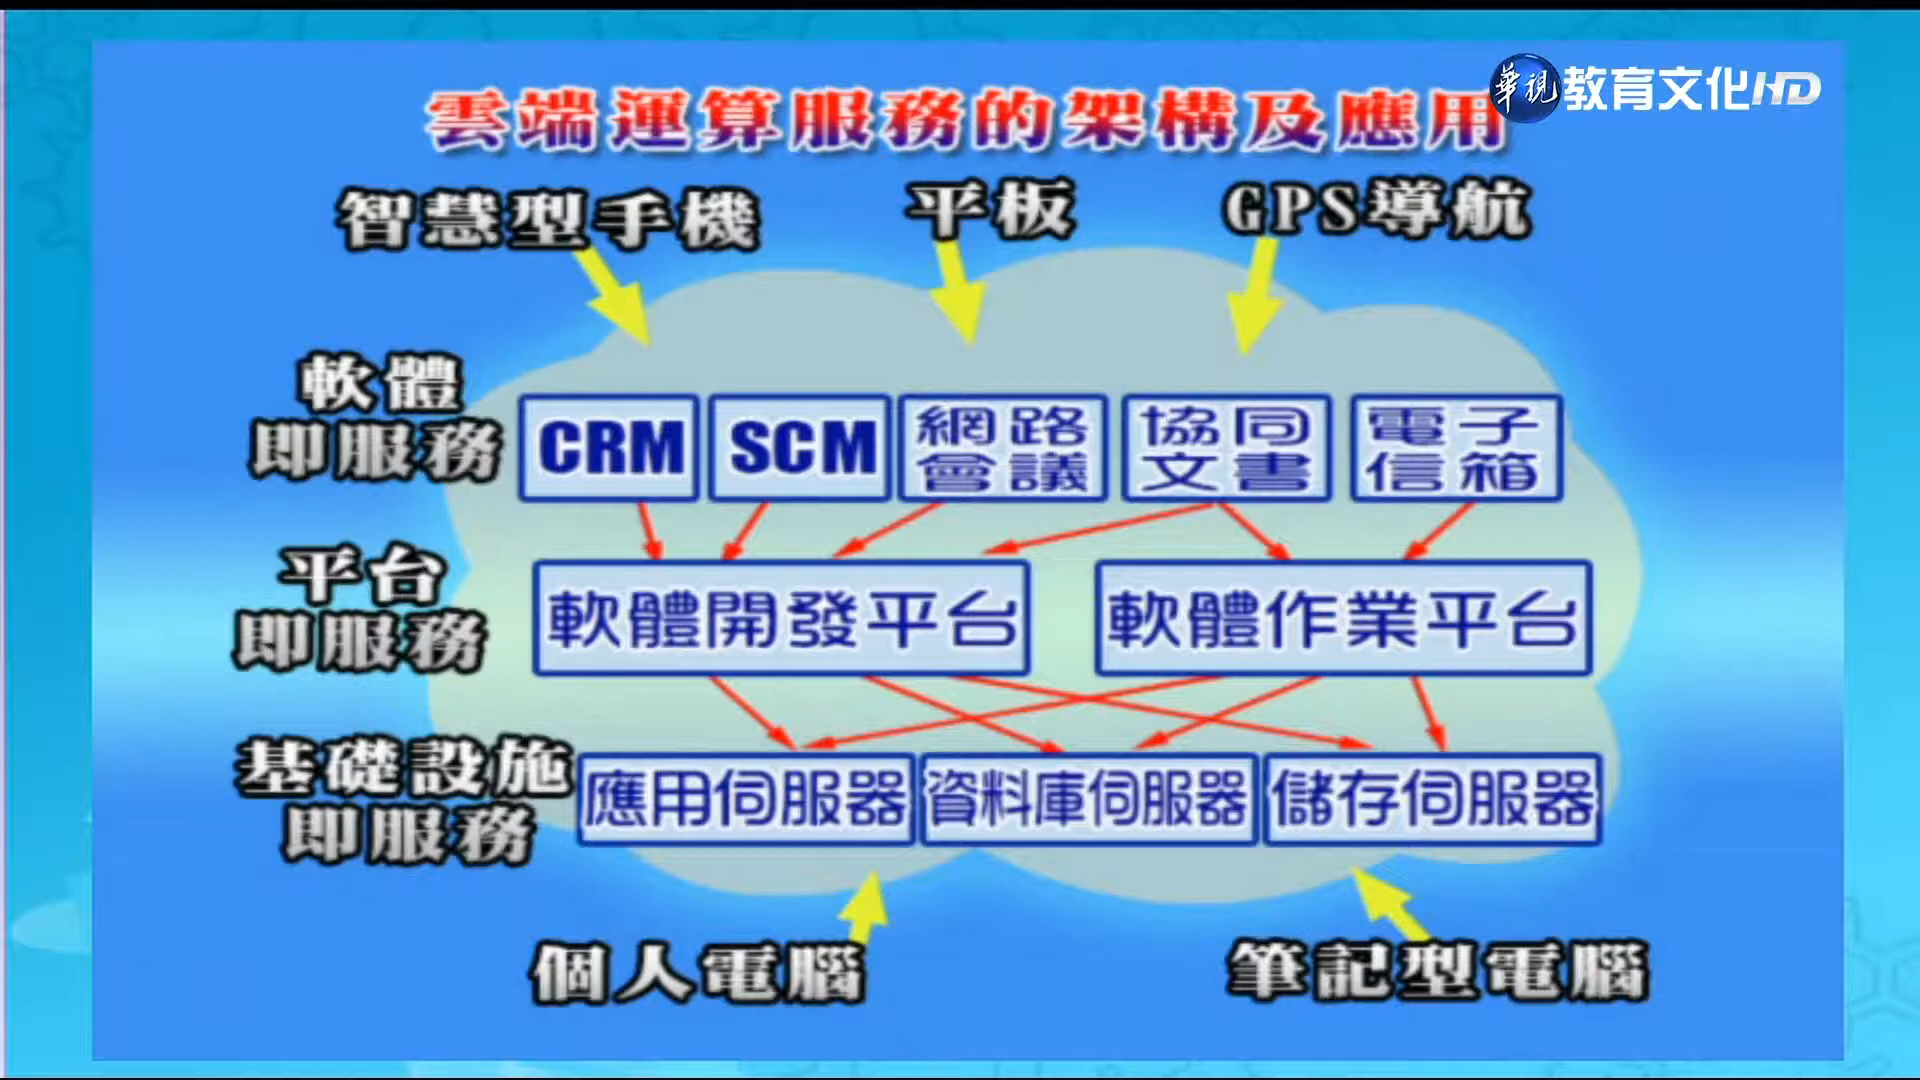 華視 教育文化HD
雲端運算服務的架構及應用
智慧型手機
平板
GPS導航
軟體
即服務
CRM
SCM
網路
會議
協同
文書
電子
信箱
平台
即服務
軟體開發平台
軟體作業平台
基礎設施
即服務
應用伺服器
資料庫伺服器
儲存伺服器
個人電腦
筆記型電腦